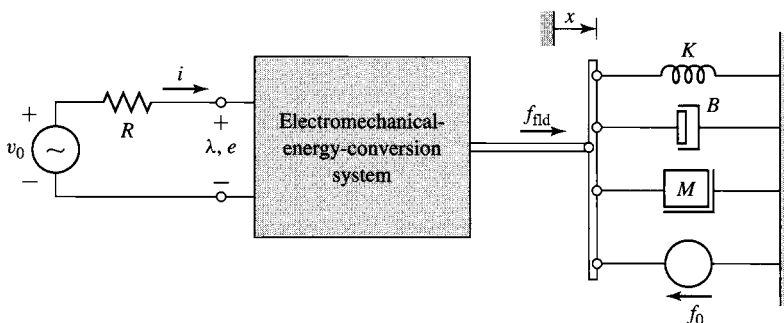 x
K
i
+
R
+
Electromechanical-
energy-conversion
system
f_fld
B
v_0
λ, e
−
−
M
f_0